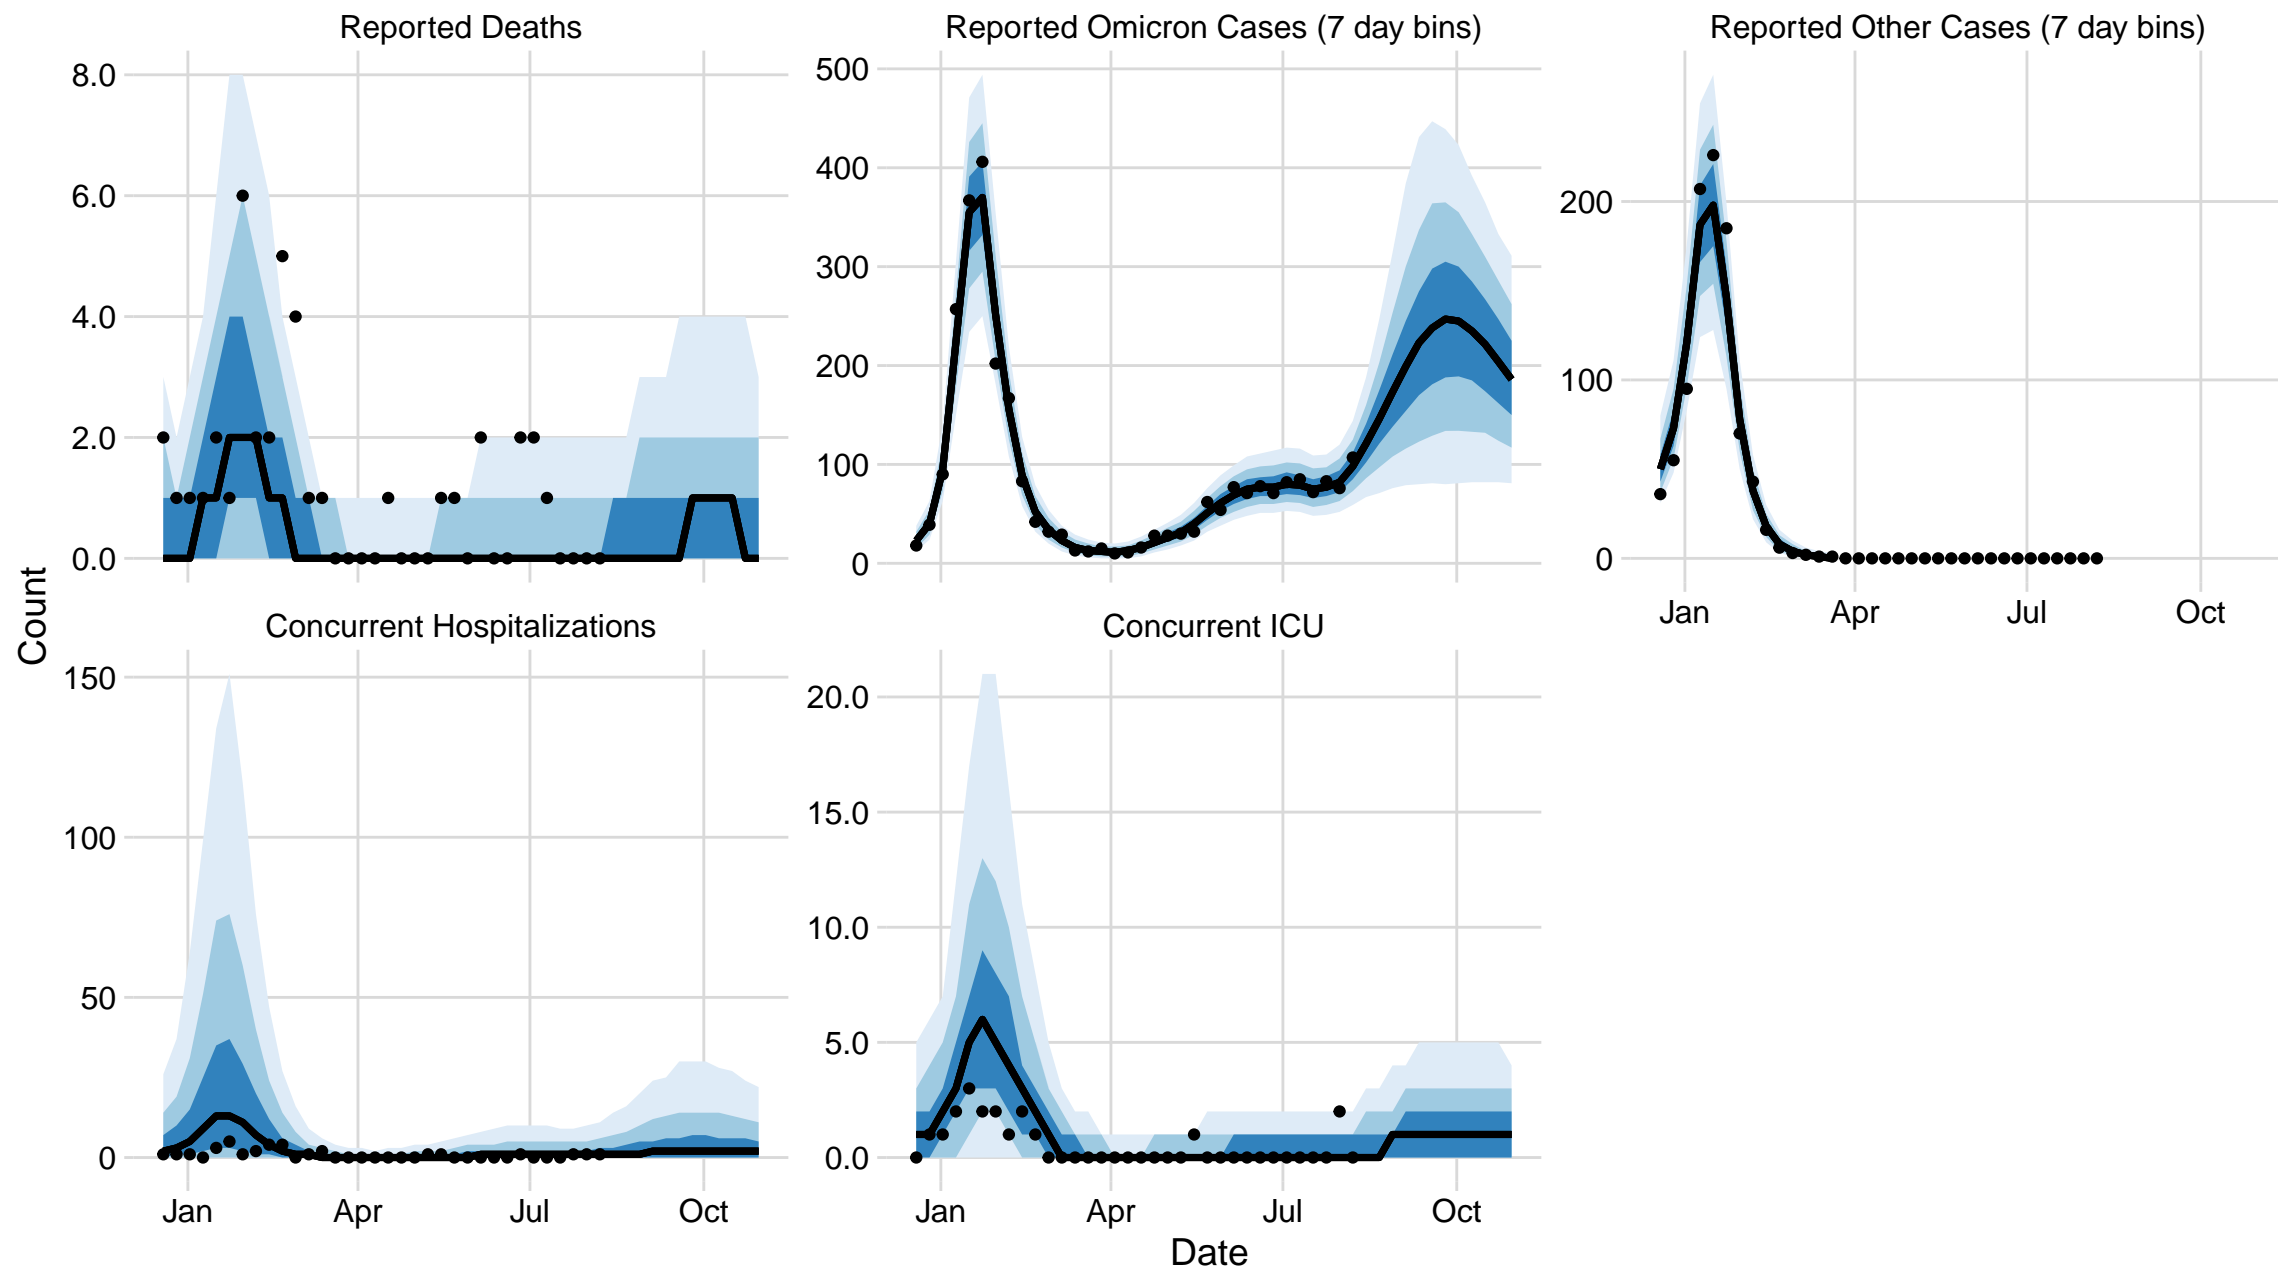 Reported Deaths
Reported Omicron Cases (7 day bins)
Reported Other Cases (7 day bins)
8.0
6.0
4.0
2.0
0.0
500
400
300
200
100
0
200
100
0
Jan Apr Jul Oct
Count
Concurrent Hospitalizations
Concurrent ICU
150
100
50
0
20.0
15.0
10.0
5.0
0.0
Jan Apr Jul Oct
Jan Apr Jul Oct
Date